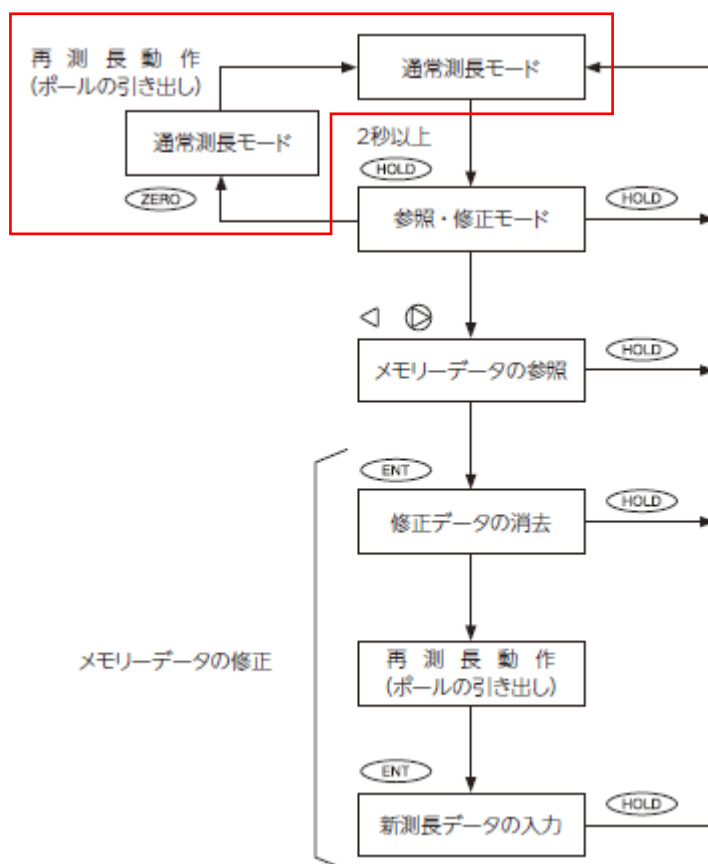 再測長動作
(ポールの引き出し)
通常測長モード
通常測長モード
ZERO
2秒以上
HOLD
参照・修正モード
HOLD
メモリーデータの参照
HOLD
ENT
修正データの消去
HOLD
メモリーデータの修正
再測長動作
(ポールの引き出し)
ENT
新測長データの入力
HOLD